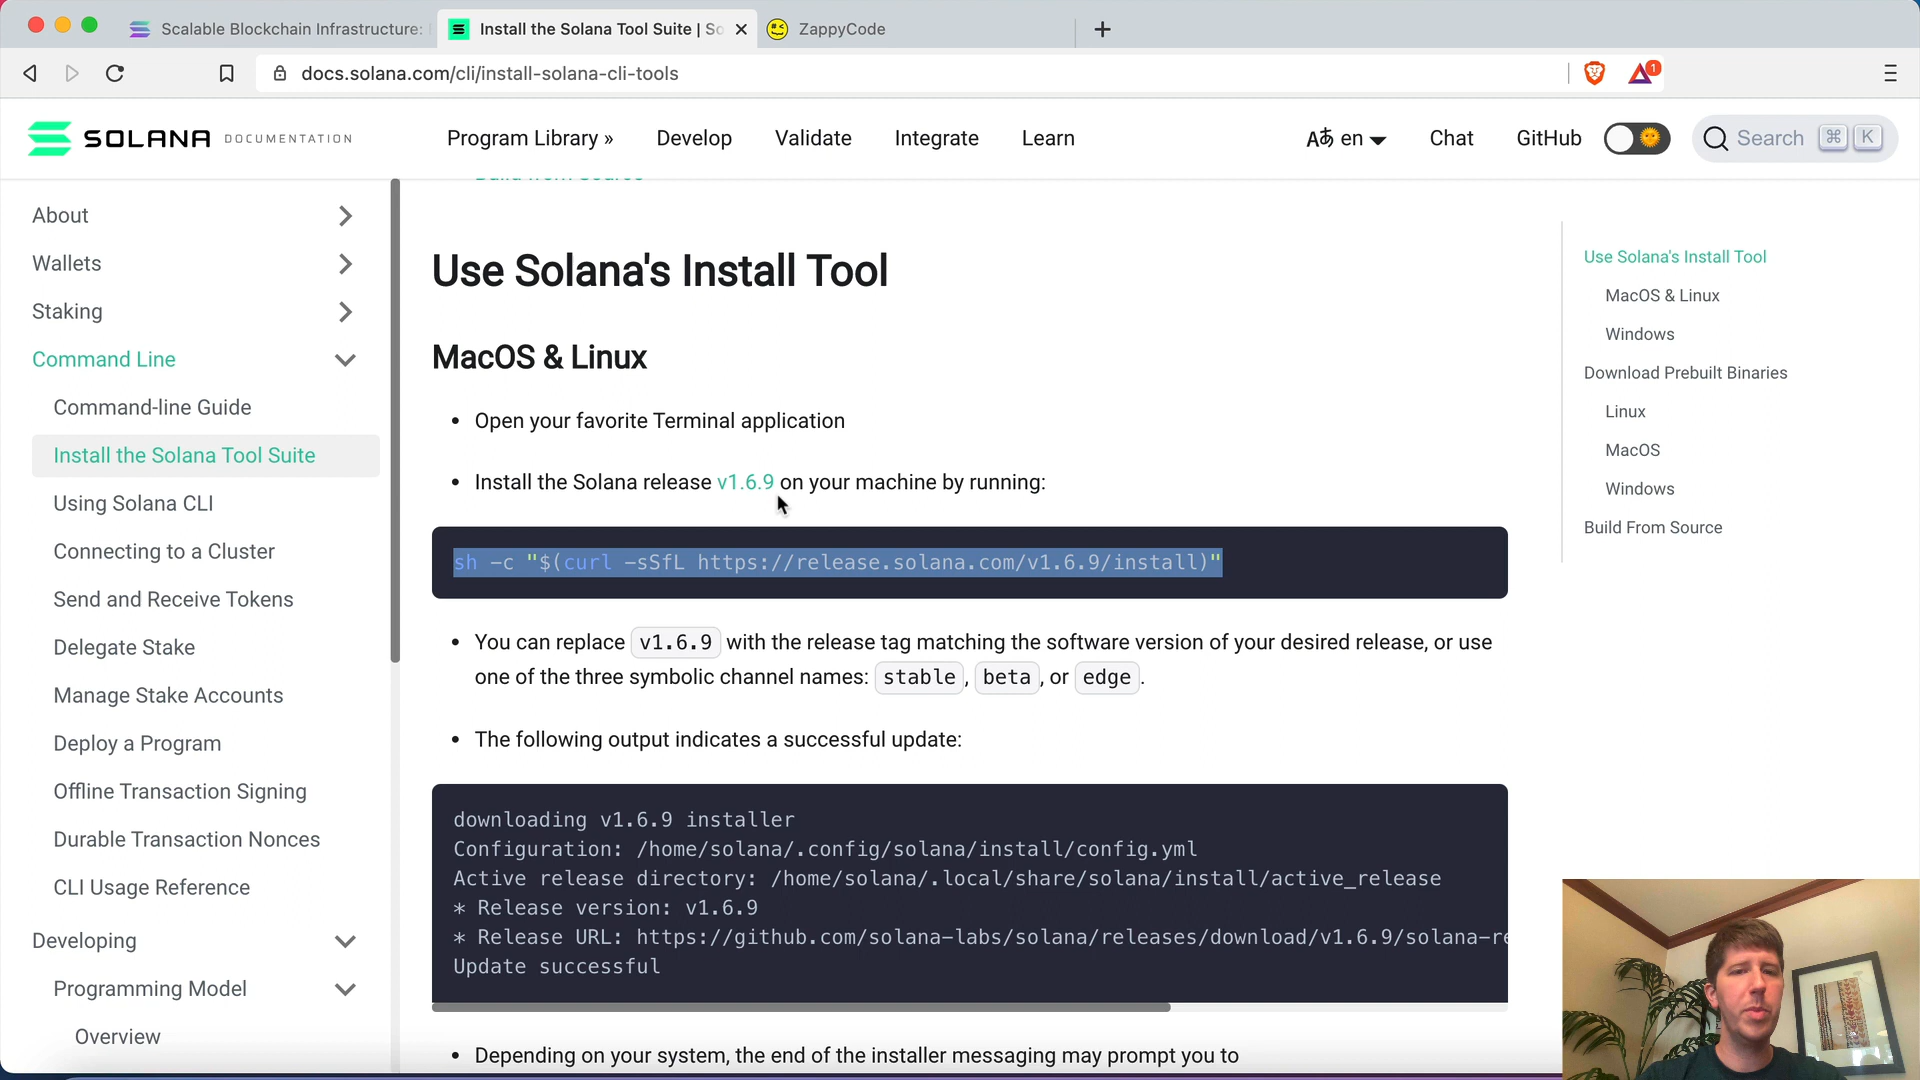 Scalable Blockchain Infrastructure:
Install the Solana Tool Suite | So
ZappyCode
docs.solana.com/cli/install-solana-cli-tools
1
SOLANA DOCUMENTATION
Program Library »
Develop
Validate
Integrate
Learn
en
Chat
GitHub
Search ⌘ K
About
Wallets
Staking
Command Line
Command-line Guide
Install the Solana Tool Suite
Using Solana CLI
Connecting to a Cluster
Send and Receive Tokens
Delegate Stake
Manage Stake Accounts
Deploy a Program
Offline Transaction Signing
Durable Transaction Nonces
CLI Usage Reference
Developing
Programming Model
Overview
Use Solana's Install Tool
MacOS & Linux
• Open your favorite Terminal application
• Install the Solana release v1.6.9 on your machine by running:
sh -c "$(curl -sSfL https://release.solana.com/v1.6.9/install)"
• You can replace v1.6.9 with the release tag matching the software version of your desired release, or use
one of the three symbolic channel names: stable, beta, or edge.
• The following output indicates a successful update:
downloading v1.6.9 installer
Configuration: /home/solana/.config/solana/install/config.yml
Active release directory: /home/solana/.local/share/solana/install/active_release
* Release version: v1.6.9
* Release URL: https://github.com/solana-labs/solana/releases/download/v1.6.9/solana-re
Update successful
• Depending on your system, the end of the installer messaging may prompt you to
Use Solana's Install Tool
MacOS & Linux
Windows
Download Prebuilt Binaries
Linux
MacOS
Windows
Build From Source